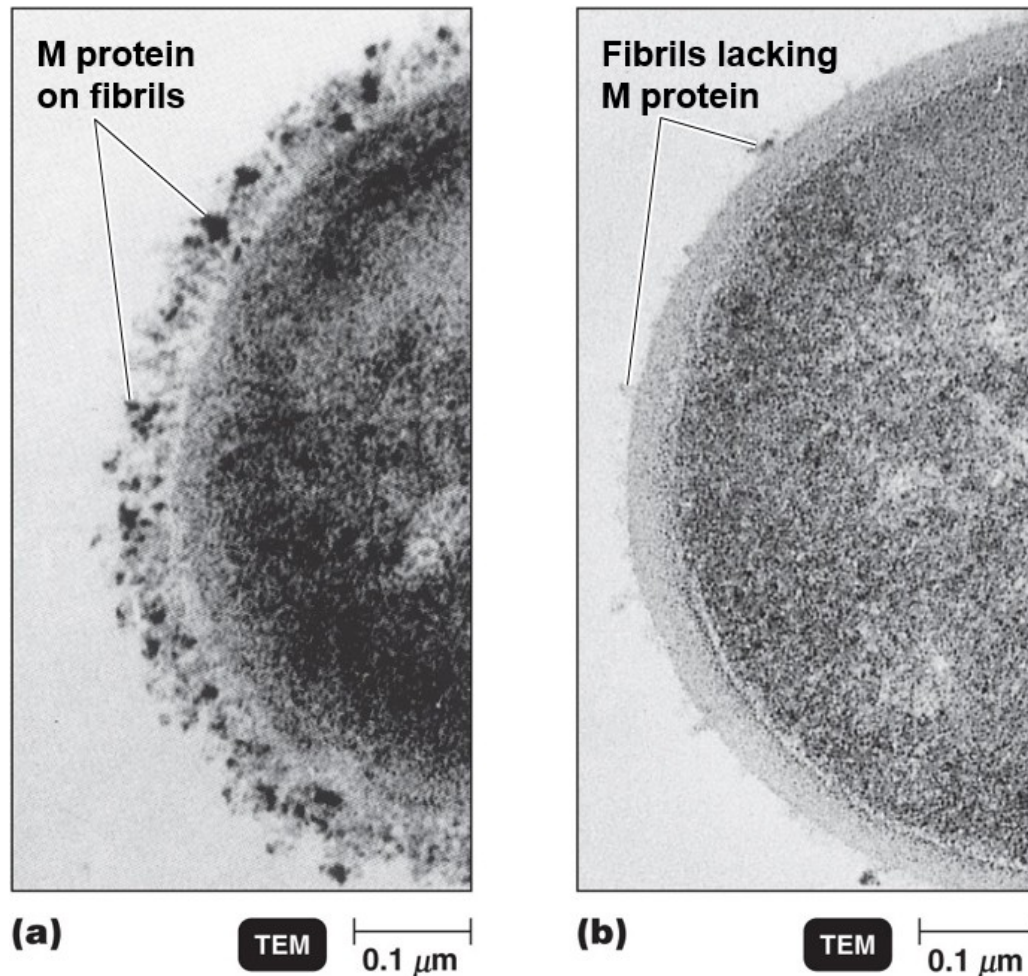 M protein
on fibrils
Fibrils lacking
M protein
(a)
TEM
0.1 μm
(b)
TEM
0.1 μm